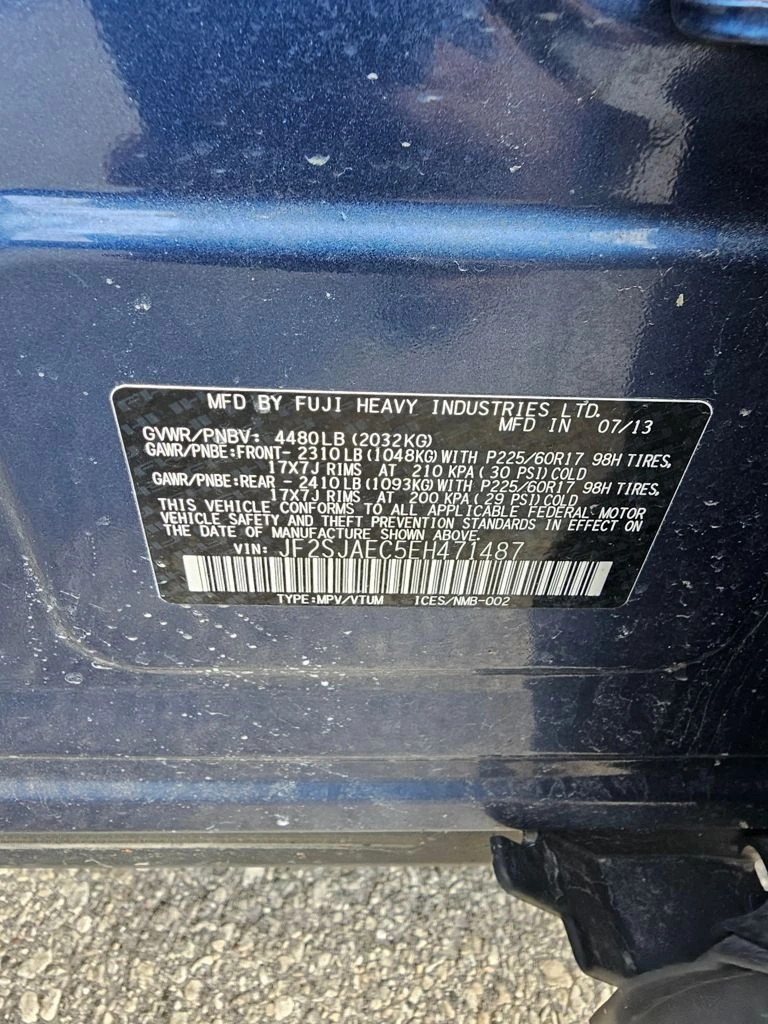 MFD BY FUJI HEAVY INDUSTRIES LTD.
MFD IN 07/13
GVWR/PNBV: 4480LB(2032KG)
GAWR/PNBE:FRONT- 2310LB(1048KG)WITH P225/60R17 98H TIRES,
17X7J RIMS AT 210 KPA( 30 PSI)COLD
GAWR/PNBE:REAR - 2410LB(1093KG)WITH P225/60R17 98H TIRES,
17X7J RIMS AT 200 KPA( 29 PSI)COLD
THIS VEHICLE CONFORMS TO ALL APPLICABLE FEDERAL MOTOR
VEHICLE SAFETY AND THEFT PREVENTION STANDARDS IN EFFECT ON
THE DATE OF MANUFACTURE SHOWN ABOVE.
VIN: JF2SJAEC5EH471487
TYPE:MPV/VTUM ICES/NMB-002